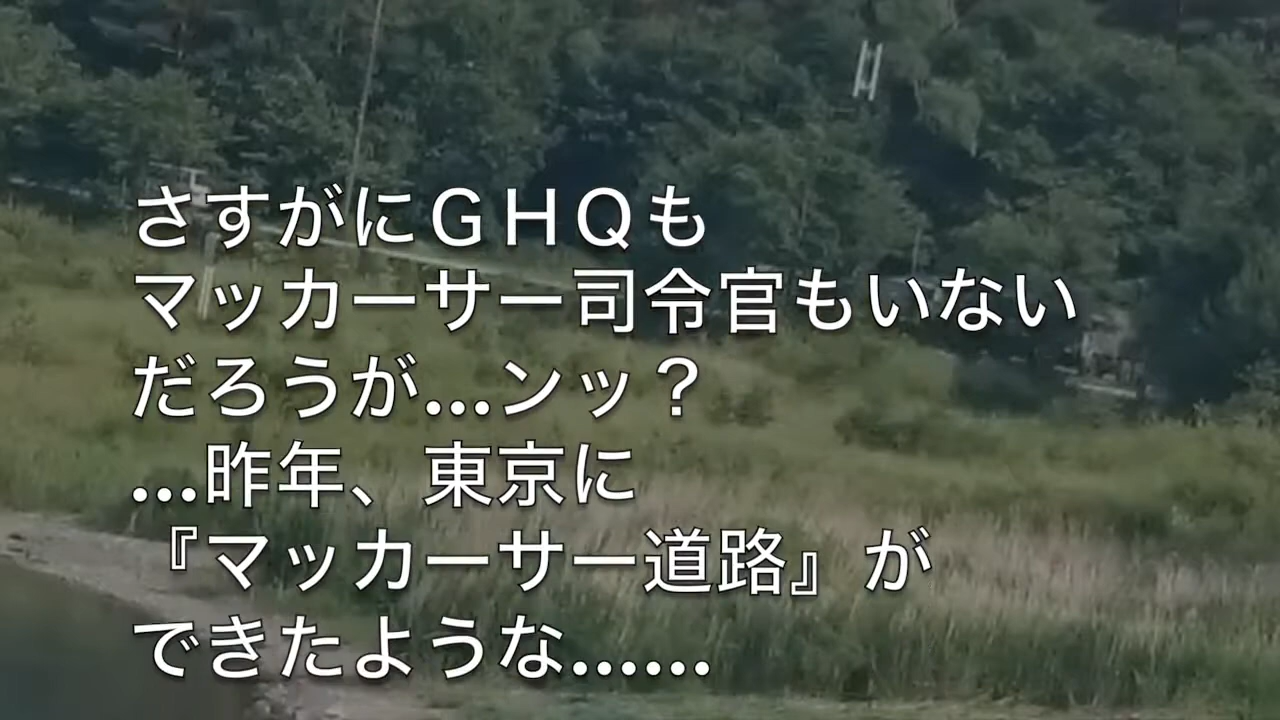 さすがにＧＨＱも
マッカーサー司令官もいない
だろうが…ンッ？
…昨年、東京に
『マッカーサー道路』が
できたような……